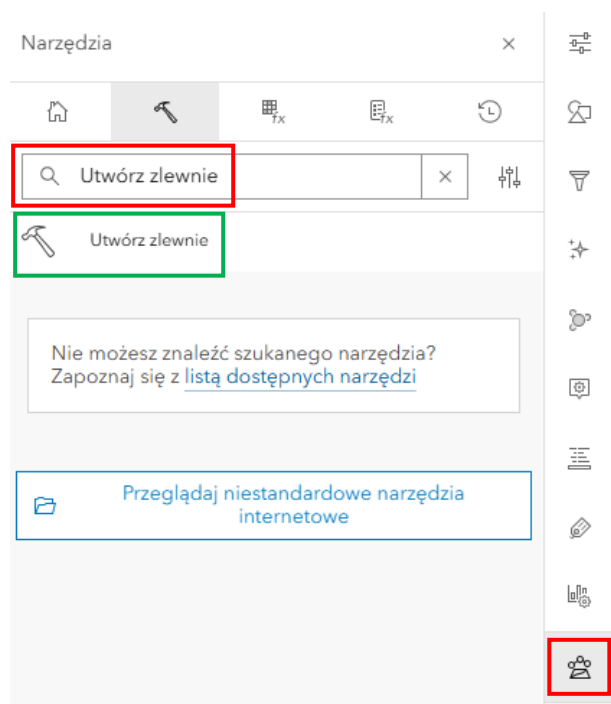 Narzędzia
Utwórz zlewnie
Utwórz zlewnie
Nie możesz znaleźć szukanego narzędzia?
Zapoznaj się z listą dostępnych narzędzi
Przeglądaj niestandardowe narzędzia
internetowe